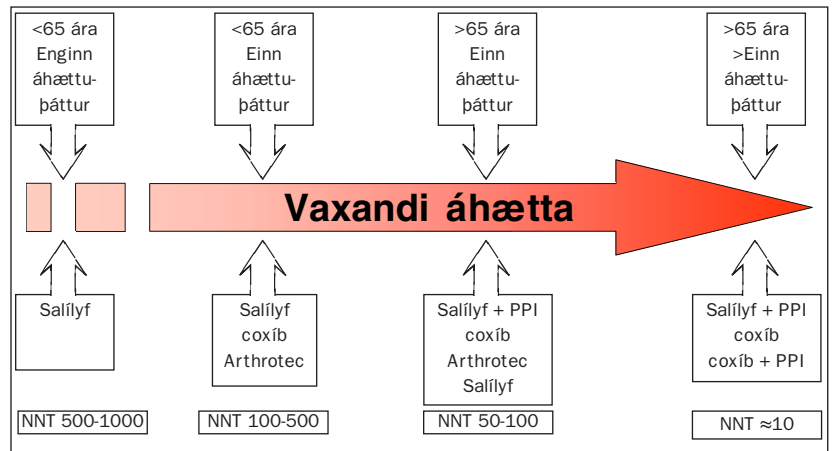 <65 ára
Enginn
áhættu-
þáttur
<65 ára
Einn
áhættu-
þáttur
>65 ára
Einn
áhættu-
þáttur
>65 ára
>Einn
áhættu-
þáttur
Vaxandi áhætta
Salílyf
Salílyf
coxíb
Arthrotec
Salílyf + PPI
coxíb
Arthrotec
Salílyf
Salílyf + PPI
coxíb
coxíb + PPI
NNT 500-1000
NNT 100-500
NNT 50-100
NNT ≈10